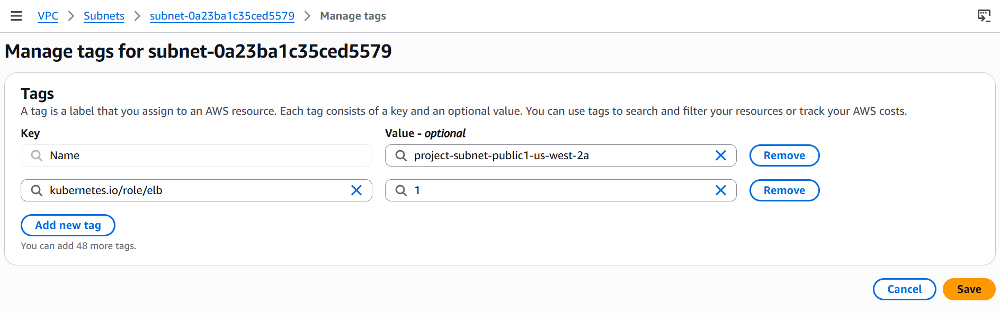 VPC > Subnets > subnet-0a23ba1c35ced5579 > Manage tags
Manage tags for subnet-0a23ba1c35ced5579
Tags
A tag is a label that you assign to an AWS resource. Each tag consists of a key and an optional value. You can use tags to search and filter your resources or track your AWS costs.
Key Value - optional
Name project-subnet-public1-us-west-2a Remove
kubernetes.io/role/elb 1 Remove
Add new tag
You can add 48 more tags.
Cancel Save